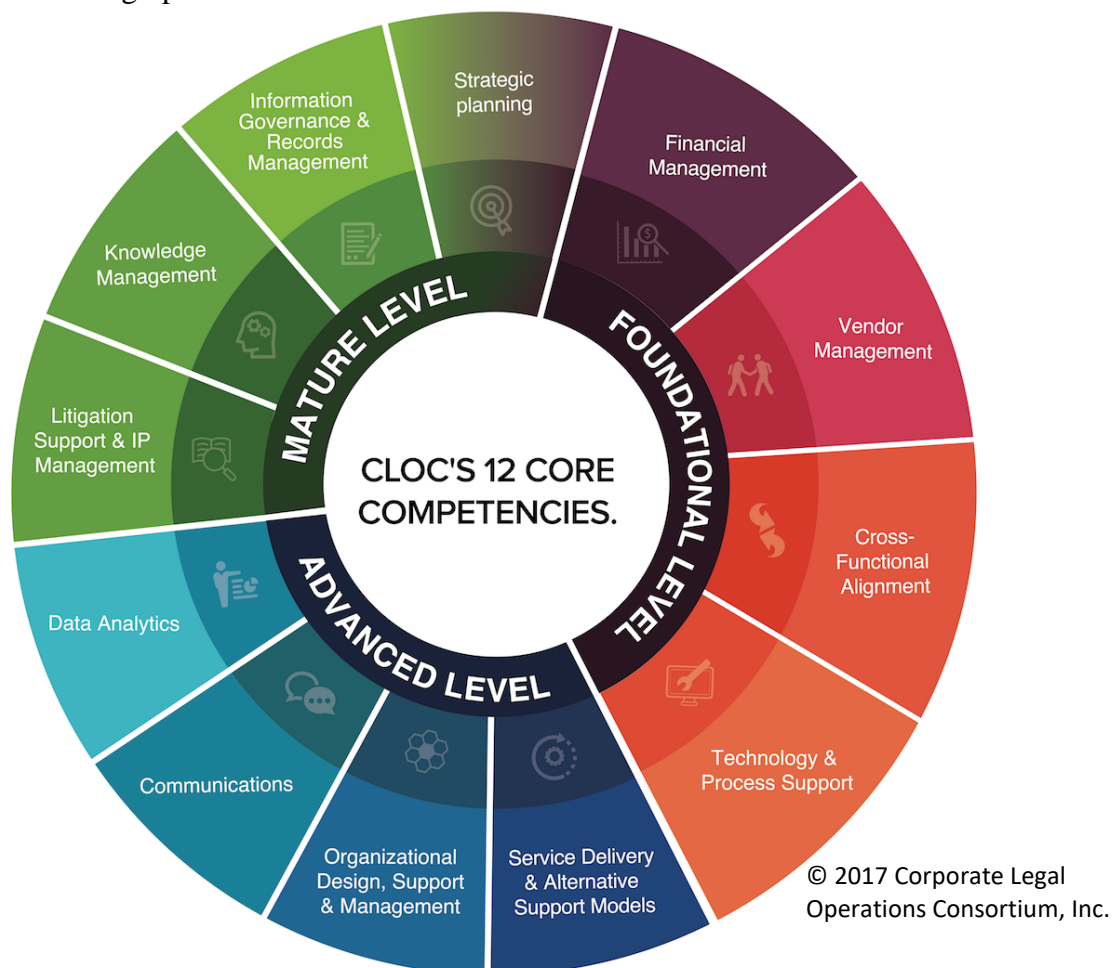 Strategic
planning
Financial
Management
Vendor
Management
Cross-
Functional
Alignment
Technology &
Process Support
Service Delivery
& Alternative
Support Models
Organizational
Design, Support
& Management
Communications
Data Analytics
Litigation
Support & IP
Management
Knowledge
Management
Information
Governance &
Records
Management
MATURE LEVEL
FOUNDATIONAL LEVEL
ADVANCED LEVEL
CLOC'S 12 CORE
COMPETENCIES.
© 2017 Corporate Legal
Operations Consortium, Inc.